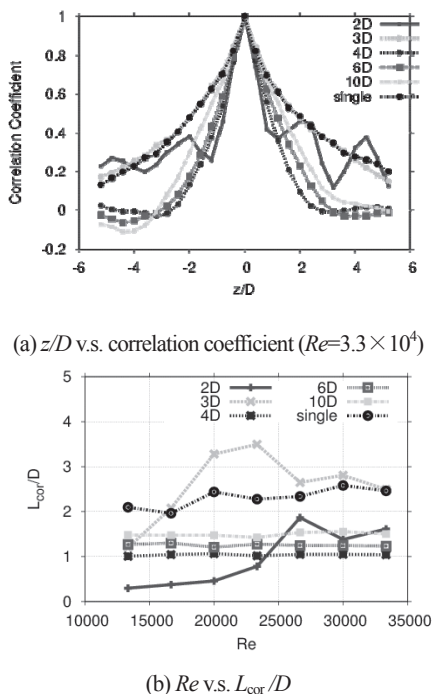 1
0.8
0.6
0.4
0.2
0
-0.2
Correlation Coefficient
2D
3D
4D
6D
10D
single
-6 -4 -2 0 2 4 6
z/D
(a) z/D v.s. correlation coefficient (Re=3.3×10⁴)
5
4
3
2
1
0
L_cor/D
2D 6D
3D 10D
4D single
10000 15000 20000 25000 30000 35000
Re
(b) Re v.s. L_cor /D